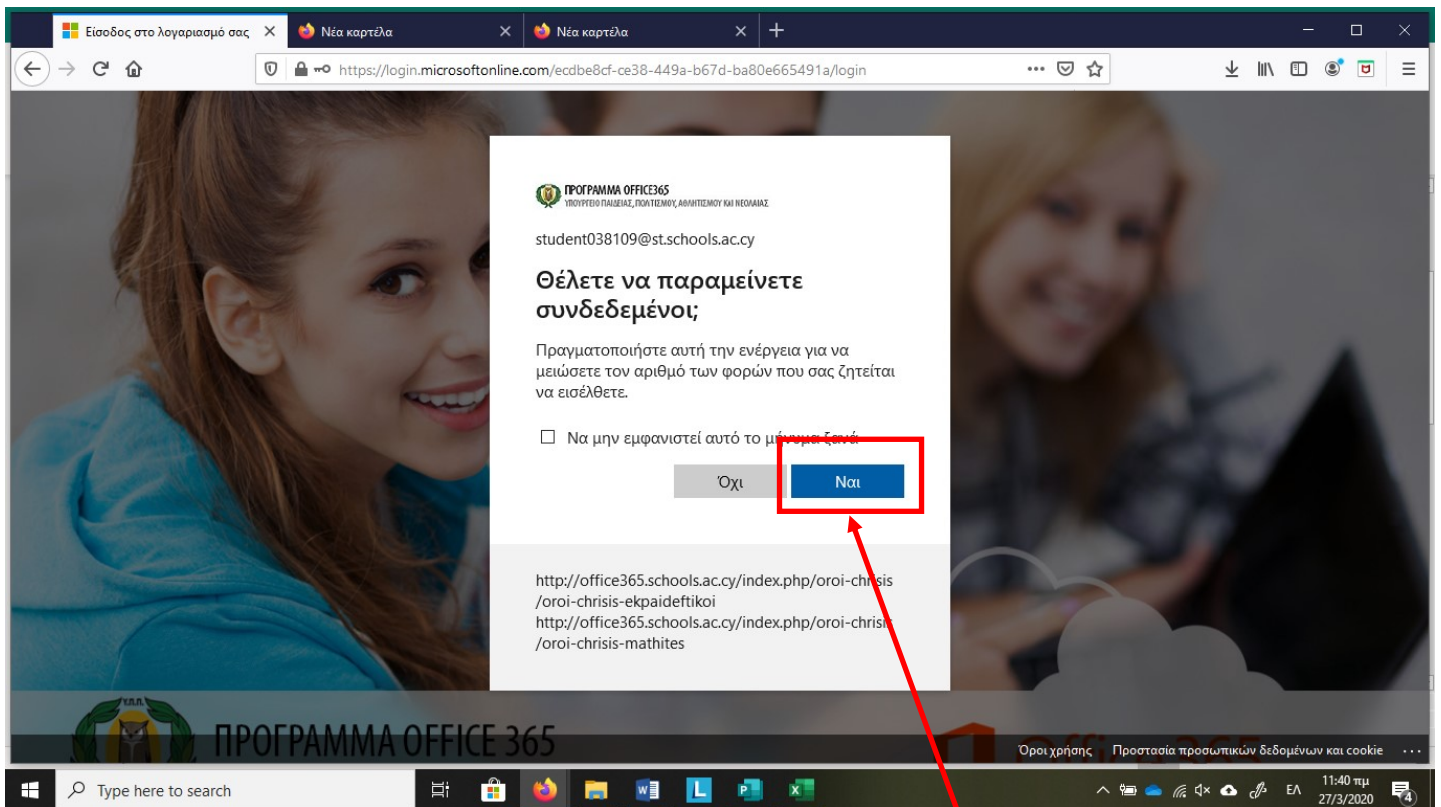 Είσοδος στο λογαριασμό σας
Νέα καρτέλα
Νέα καρτέλα
https://login.microsoftonline.com/ecdbe8cf-ce38-449a-b67d-ba80e665491a/login
ΠΡΟΓΡΑΜΜΑ OFFICE365
ΥΠΟΥΡΓΕΙΟ ΠΑΙΔΕΙΑΣ, ΠΟΛΙΤΙΣΜΟΥ, ΑΘΛΗΤΙΣΜΟΥ ΚΑΙ ΝΕΟΛΑΙΑΣ
student038109@st.schools.ac.cy
Θέλετε να παραμείνετε
συνδεδεμένοι;
Πραγματοποιήστε αυτή την ενέργεια για να
μειώσετε τον αριθμό των φορών που σας ζητείται
να εισέλθετε.
Να μην εμφανιστεί αυτό το μήνυμα ξανά
Όχι
Ναι
http://office365.schools.ac.cy/index.php/oroi-chrisis
/oroi-chrisis-ekpaideftikoi
http://office365.schools.ac.cy/index.php/oroi-chrisis
/oroi-chrisis-mathites
Υ.Π.Π.
ΠΡΟΓΡΑΜΜΑ OFFICE 365
Office 365
Όροι χρήσης
Προστασία προσωπικών δεδομένων και cookie
Type here to search
ΕΛ
11:40 πμ
27/3/2020
4